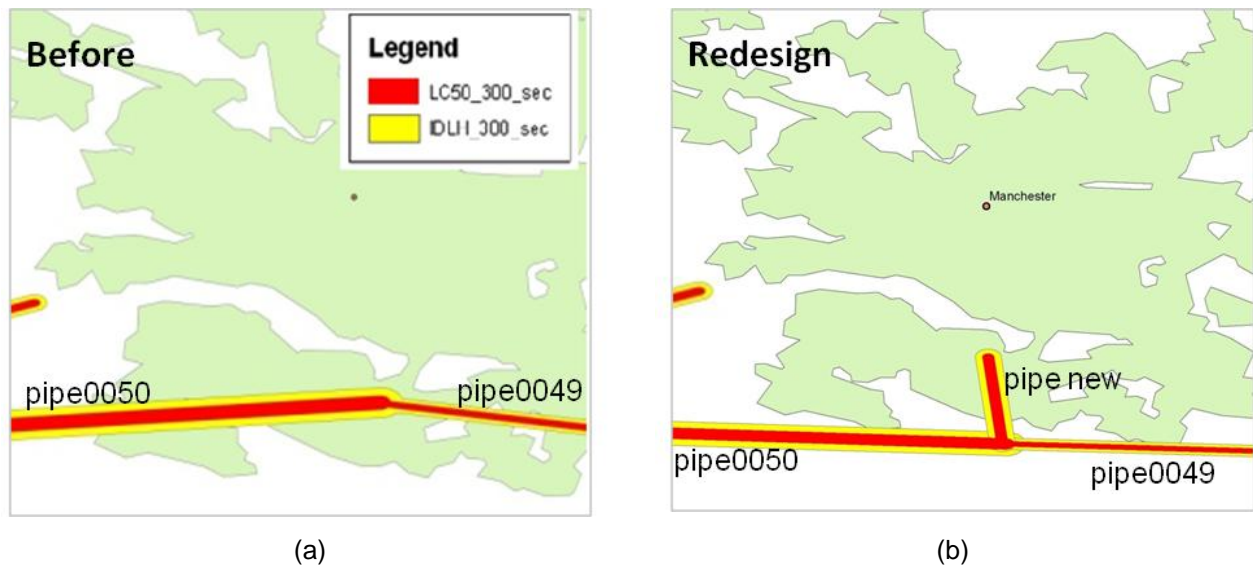 Before
Legend
LC50_300_sec
IDLH_300_sec
pipe0050
pipe0049
(a)
Redesign
Manchester
pipe new
pipe0050
pipe0049
(b)